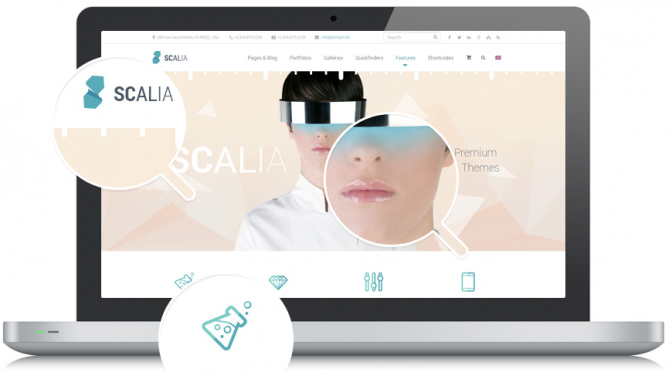 Search
SCALIA
Pages & Blog
Portfolios
Galleries
Quickfinders
Features
Shortcodes
SCALIA
SCALIA
Premium
Themes